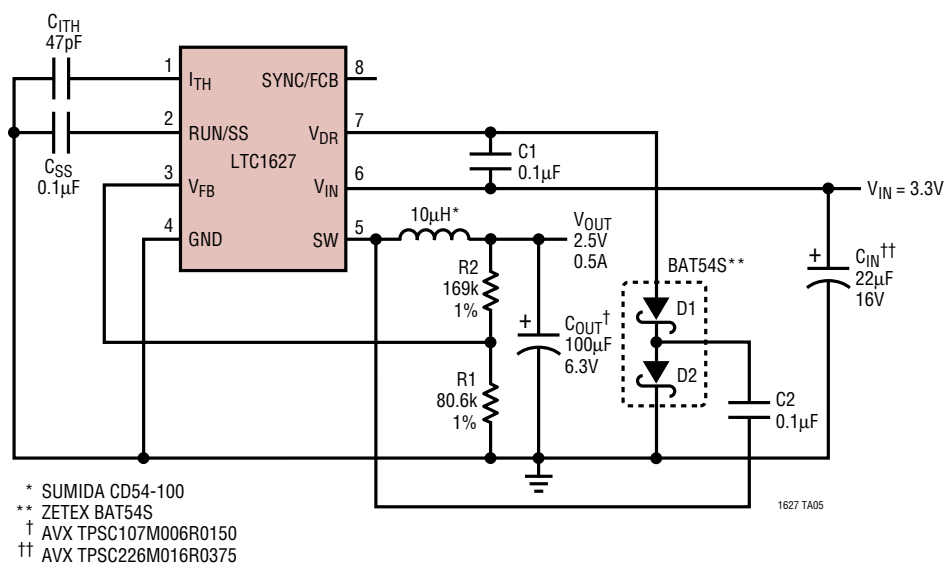 C_ITH
47pF
1
I_TH
SYNC/FCB
8
2
RUN/SS
V_DR
7
C_SS
0.1µF
LTC1627
C1
0.1µF
3
V_FB
V_IN
6
V_IN = 3.3V
4
GND
SW
5
10µH*
V_OUT
2.5V
0.5A
R2
169k
1%
BAT54S**
+
C_IN††
22µF
16V
D1
+
C_OUT†
100µF
6.3V
D2
R1
80.6k
1%
C2
0.1µF
* SUMIDA CD54-100
** ZETEX BAT54S
† AVX TPSC107M006R0150
†† AVX TPSC226M016R0375
1627 TA05